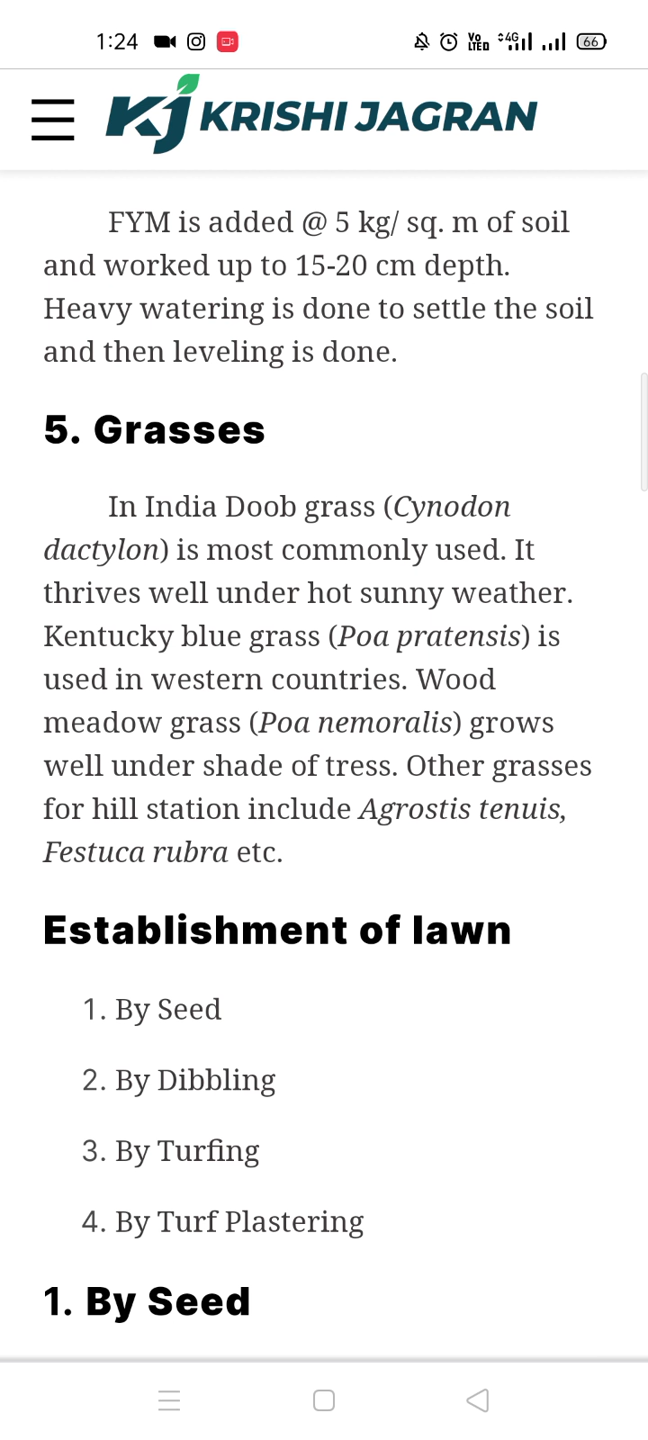 1:24
Vo LTED 4G 66
KRISHI JAGRAN
FYM is added @ 5 kg/ sq. m of soil
and worked up to 15-20 cm depth.
Heavy watering is done to settle the soil
and then leveling is done.
5. Grasses
In India Doob grass (Cynodon
dactylon) is most commonly used. It
thrives well under hot sunny weather.
Kentucky blue grass (Poa pratensis) is
used in western countries. Wood
meadow grass (Poa nemoralis) grows
well under shade of tress. Other grasses
for hill station include Agrostis tenuis,
Festuca rubra etc.
Establishment of lawn
1. By Seed
2. By Dibbling
3. By Turfing
4. By Turf Plastering
1. By Seed